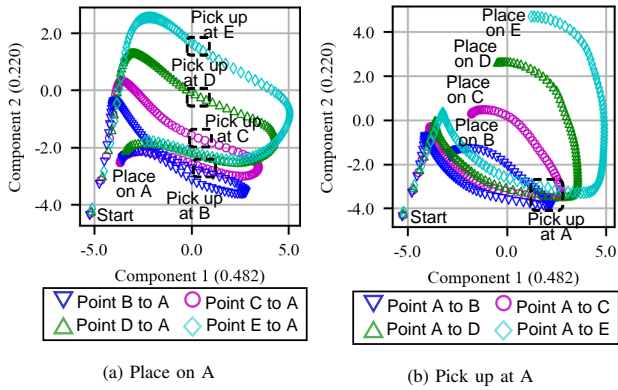 Component 2 (0.220)
0.0
-2.0
-4.0
-5.0
0.0
5.0
Component 1 (0.482)
Pick up
at E
Pick up
at D
Pick up
at C
Pick up
at B
Place
on A
Start
Point B to A
Point C to A
Point D to A
Point E to A
(a) Place on A
Component 2 (0.220)
4.0
2.0
0.0
-2.0
-4.0
-5.0
0.0
5.0
Component 1 (0.482)
Place
on E
Place
on D
Place
on C
Place
on B
Pick up
at A
Start
Point A to B
Point A to C
Point A to D
Point A to E
(b) Pick up at A